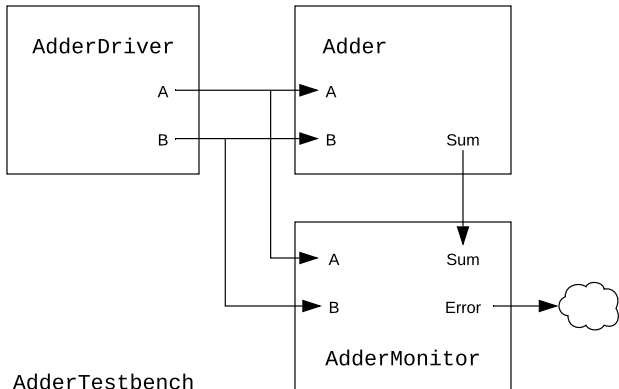 AdderDriver
A
B
Adder
A
B
Sum
A
B
Sum
Error
AdderMonitor
AdderTestbench